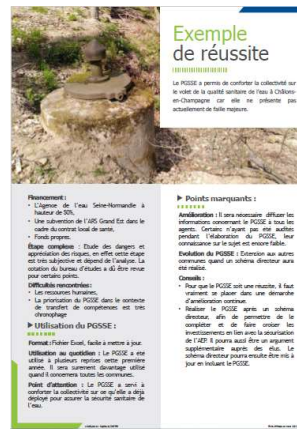 Exemple
de réussite
Le PGSSE a permis de conforter la collectivité sur
le volet de la qualité sanitaire de l'eau à Châlons-
en-Champagne car elle ne présente pas
actuellement de faille majeurs.
Financement :
• L'Agence de l'eau Seine-Normandie à
hauteur de 50%,
• Une subvention de l'ARS Grand Est dans le
cadre du contrat local de santé,
• Fonds propres.
Étape complexe : Etude des dangers et
appréciation des risques, en effet cette étape
est très subjective et dépend de l'analyse. La
cotation du bureau d'études a dû être revue
pour certains points.
Difficultés rencontrées :
• Les ressources humaines,
• La priorisation du PGSSE dans le contexte
de transfert de compétences est très
chronophage
Utilisation du PGSSE :
Format : Fichier Excel, facile à mettre à jour.
Utilisation au quotidien : Le PGSSE a été
utilisé à plusieurs reprises cette première
année. Il sera surement davantage utilisé
quand il concernera toutes les communes.
Point d'attention : Le PGSSE a servi à
conforter la collectivité sur ce qu'elle a déjà
déployé pour assurer la sécurité sanitaire de
l'eau.
Points marquants :
Amélioration : Il sera nécessaire diffuser les
informations concernant le PGSSE à tous les
agents. Certains n'ayant pas été audités
pendant l'élaboration du PGSSE, leur
connaissance sur le sujet est encore faible.
Evolution du PGSSE : Extension aux autres
communes quand un schéma directeur aura
été réalisé.
Conseils :
• Pour que le PGSSE soit une réussite, il faut
vraiment se placer dans une démarche
d'amélioration continue.
• Réaliser le PGSSE après un schéma
directeur, afin de permettre de le
compléter et de faire croiser les
investissements en lien avec la sécurisation
de l'AEP. Il pourra aussi être un argument
supplémentaire auprès des élus. Le
schéma directeur pourra ensuite être mis à
jour en incluant le PGSSE.